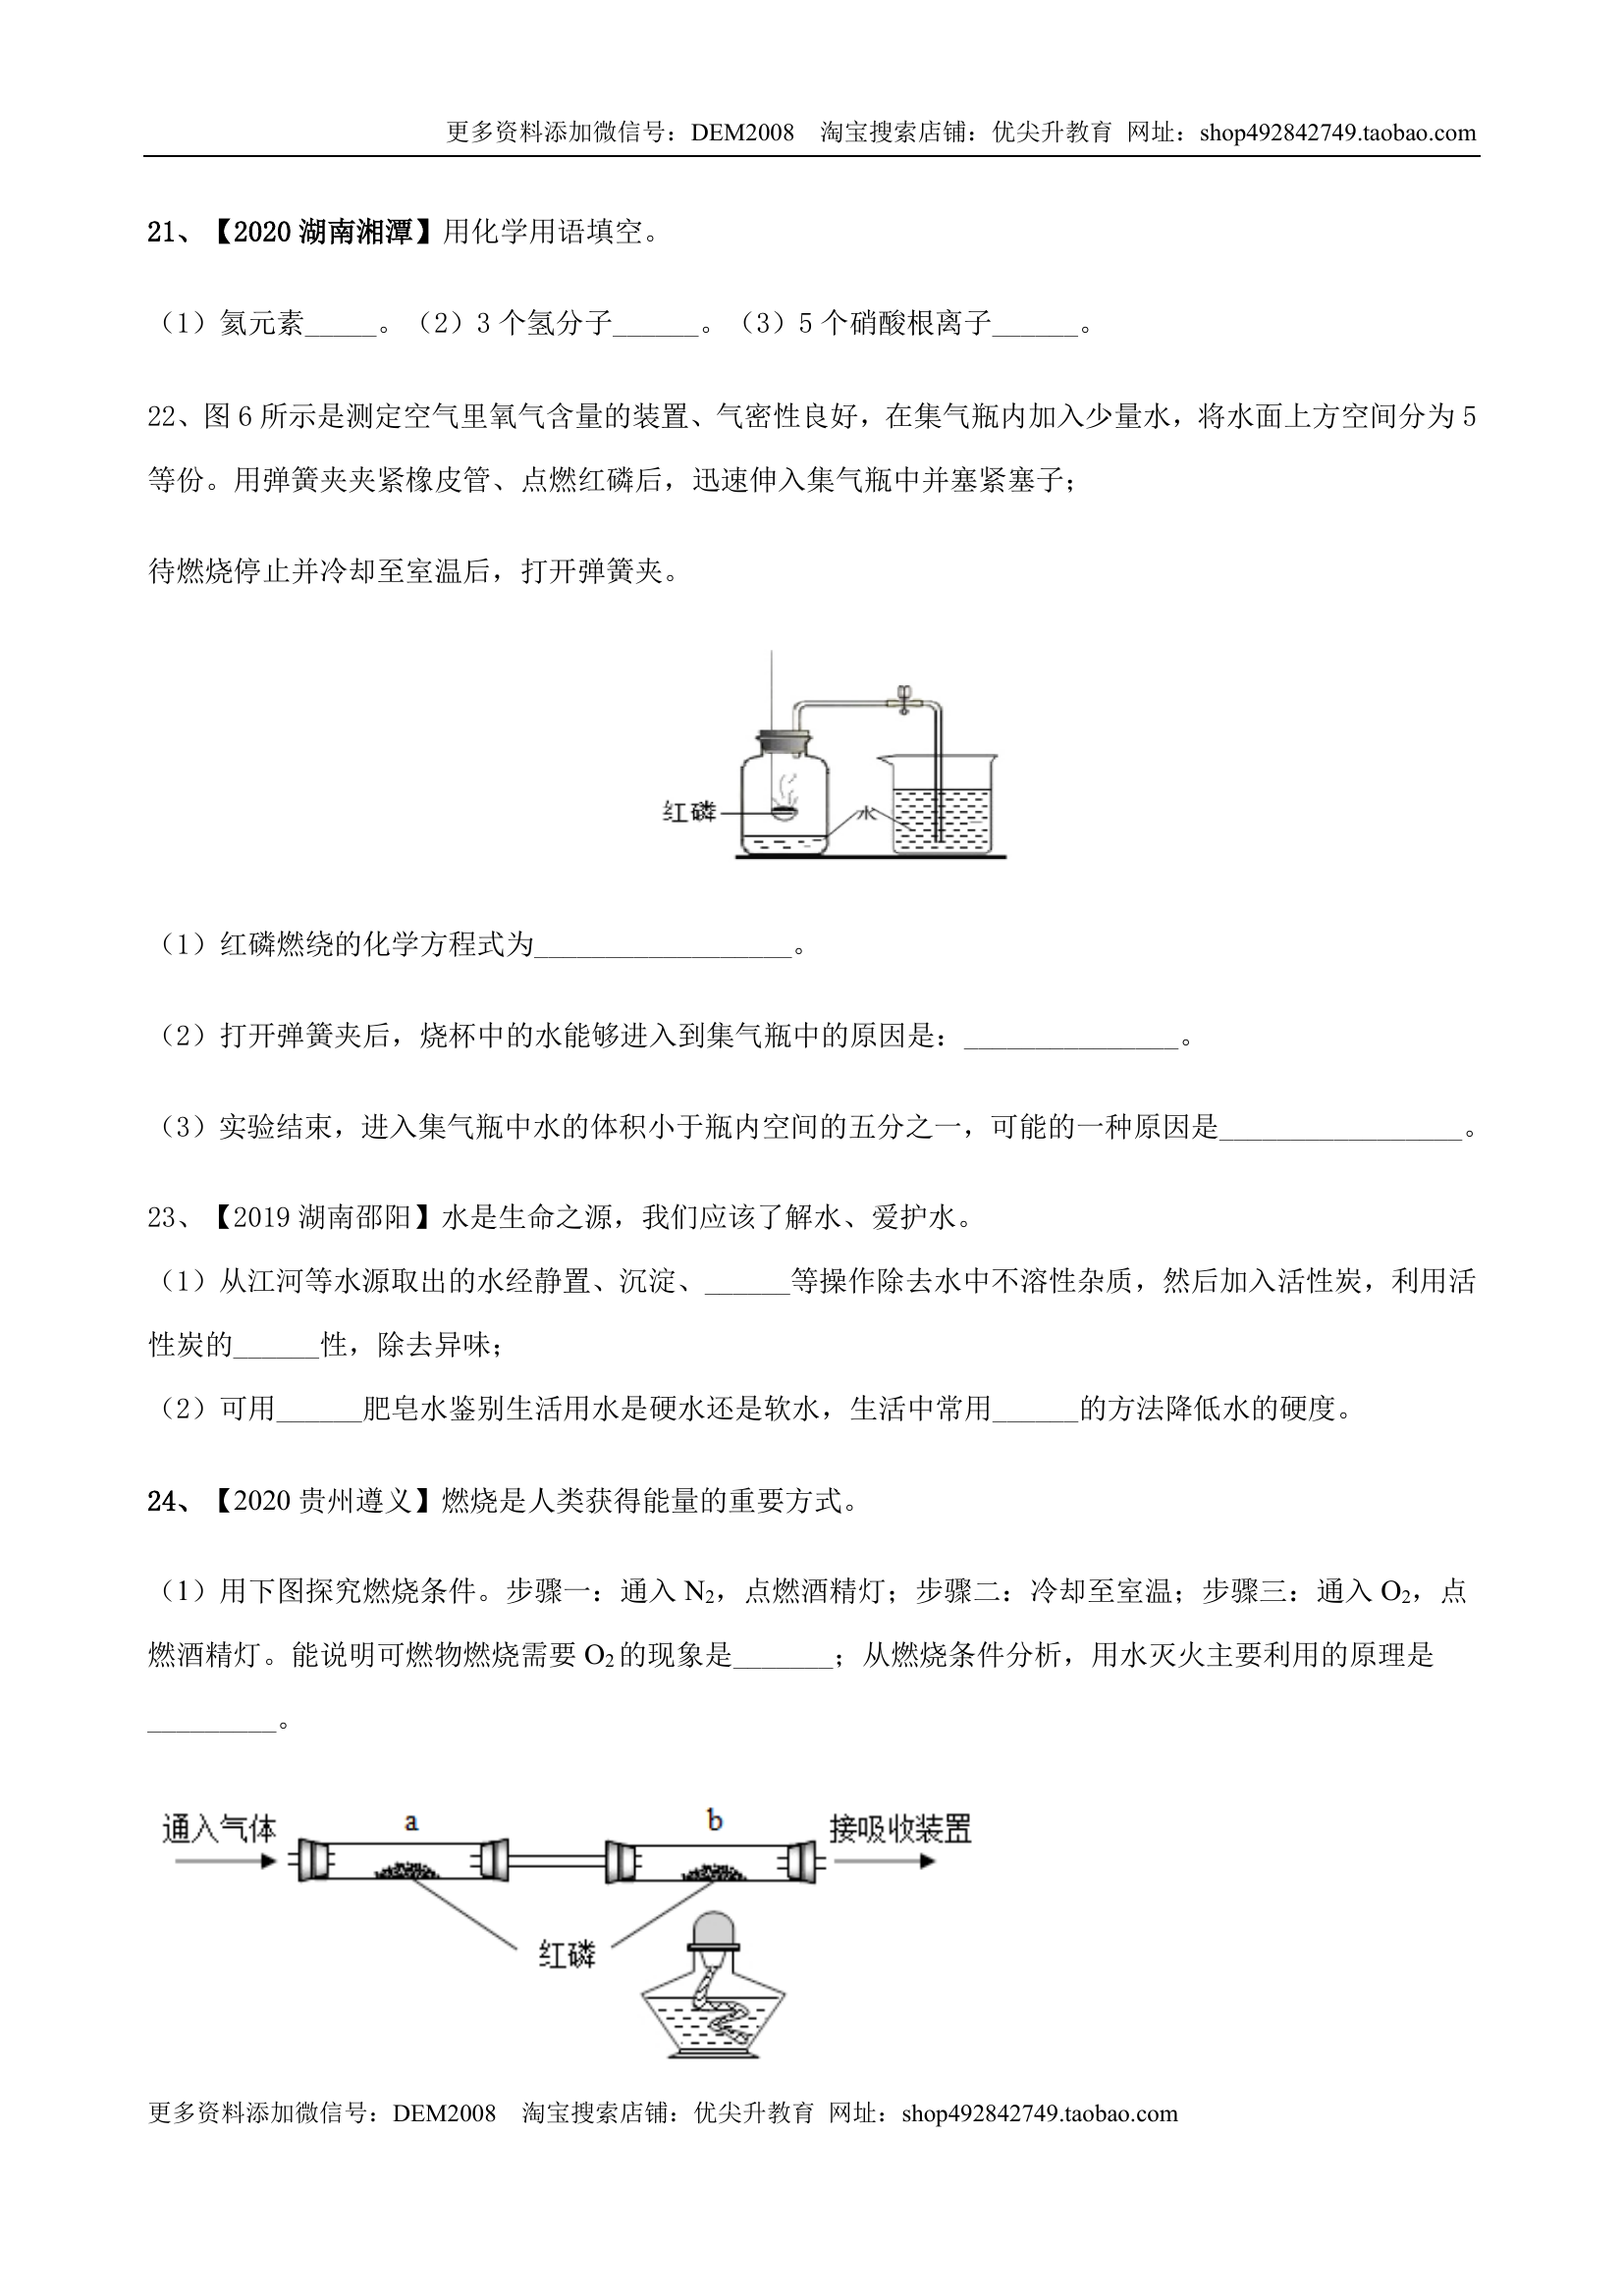 更多资料添加微信号：DEM2008 淘宝搜索店铺：优尖升教育 网址：shop492842749.taobao.com
21、【2020 湖南湘潭】用化学用语填空。
（1）氦元素_____。（2）3 个氢分子______。（3）5 个硝酸根离子______。
22、图 6 所示是测定空气里氧气含量的装置、气密性良好，在集气瓶内加入少量水，将水面上方空间分为 5
等份。用弹簧夹夹紧橡皮管、点燃红磷后，迅速伸入集气瓶中并塞紧塞子；
待燃烧停止并冷却至室温后，打开弹簧夹。
红磷
水
（1）红磷燃绕的化学方程式为__________________。
（2）打开弹簧夹后，烧杯中的水能够进入到集气瓶中的原因是：_______________。
（3）实验结束，进入集气瓶中水的体积小于瓶内空间的五分之一，可能的一种原因是_________________。
23、【2019 湖南邵阳】水是生命之源，我们应该了解水、爱护水。
（1）从江河等水源取出的水经静置、沉淀、______等操作除去水中不溶性杂质，然后加入活性炭，利用活
性炭的______性，除去异味；
（2）可用______肥皂水鉴别生活用水是硬水还是软水，生活中常用______的方法降低水的硬度。
24、【2020 贵州遵义】燃烧是人类获得能量的重要方式。
（1）用下图探究燃烧条件。步骤一：通入 N₂，点燃酒精灯；步骤二：冷却至室温；步骤三：通入 O₂，点
燃酒精灯。能说明可燃物燃烧需要 O₂的现象是_______；从燃烧条件分析，用水灭火主要利用的原理是
_________。
通入气体 a b 接吸收装置
红磷
更多资料添加微信号：DEM2008 淘宝搜索店铺：优尖升教育 网址：shop492842749.taobao.com